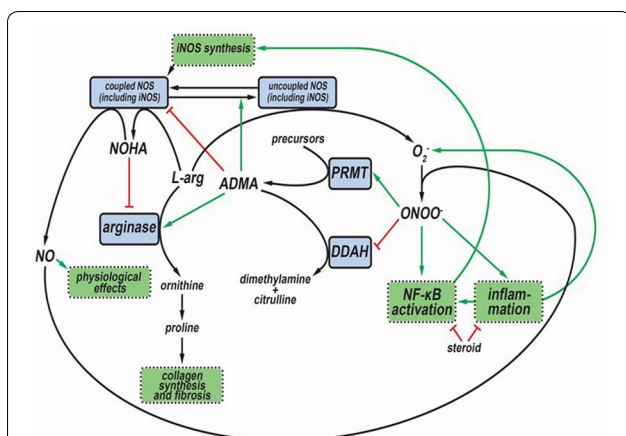 iNOS synthesis
coupled NOS
(including iNOS)
uncoupled NOS
(including iNOS)
NOHA
L-arg
ADMA
precursors
PRMT
O₂·⁻
ONOO⁻
arginase
DDAH
NO
physiological
effects
ornithine
dimethylamine
+
citrulline
NF-κB
activation
inflam-
mation
proline
steroid
collagen
synthesis
and fibrosis